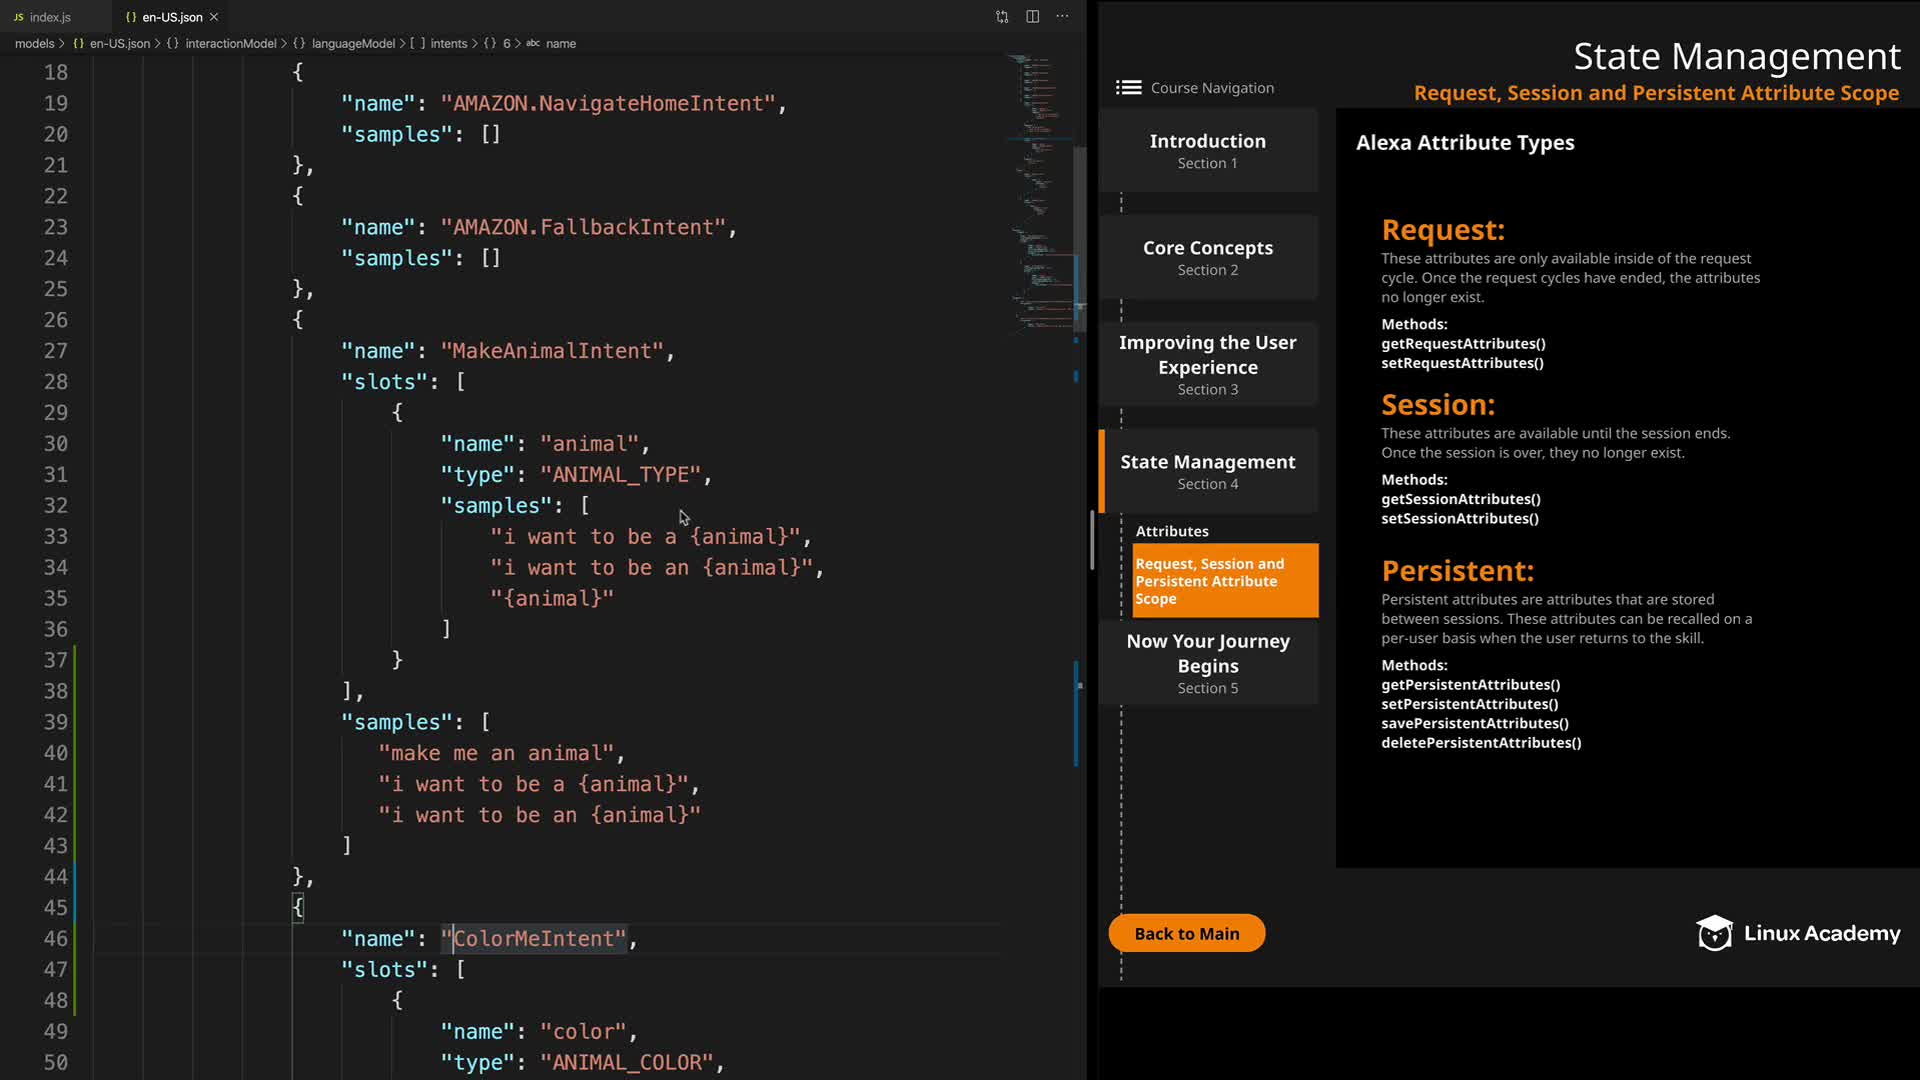 JS index.js
{} en-US.json
models > {} en-US.json > {} interactionModel > {} languageModel > [ ] intents > {} 6 > abc name
18 {
19 "name": "AMAZON.NavigateHomeIntent",
20 "samples": []
21 },
22 {
23 "name": "AMAZON.FallbackIntent",
24 "samples": []
25 },
26 {
27 "name": "MakeAnimalIntent",
28 "slots": [
29 {
30 "name": "animal",
31 "type": "ANIMAL_TYPE",
32 "samples": [
33 "i want to be a {animal}",
34 "i want to be an {animal}",
35 "{animal}"
36 ]
37 }
38 ],
39 "samples": [
40 "make me an animal",
41 "i want to be a {animal}",
42 "i want to be an {animal}"
43 ]
44 },
45 {
46 "name": "ColorMeIntent",
47 "slots": [
48 {
49 "name": "color",
50 "type": "ANIMAL_COLOR",
State Management
Request, Session and Persistent Attribute Scope
Course Navigation
Introduction
Section 1
Core Concepts
Section 2
Improving the User
Experience
Section 3
State Management
Section 4
Attributes
Request, Session and
Persistent Attribute
Scope
Now Your Journey
Begins
Section 5
Back to Main
Alexa Attribute Types
Request:
These attributes are only available inside of the request
cycle. Once the request cycles have ended, the attributes
no longer exist.
Methods:
getRequestAttributes()
setRequestAttributes()
Session:
These attributes are available until the session ends.
Once the session is over, they no longer exist.
Methods:
getSessionAttributes()
setSessionAttributes()
Persistent:
Persistent attributes are attributes that are stored
between sessions. These attributes can be recalled on a
per-user basis when the user returns to the skill.
Methods:
getPersistentAttributes()
setPersistentAttributes()
savePersistentAttributes()
deletePersistentAttributes()
Linux Academy